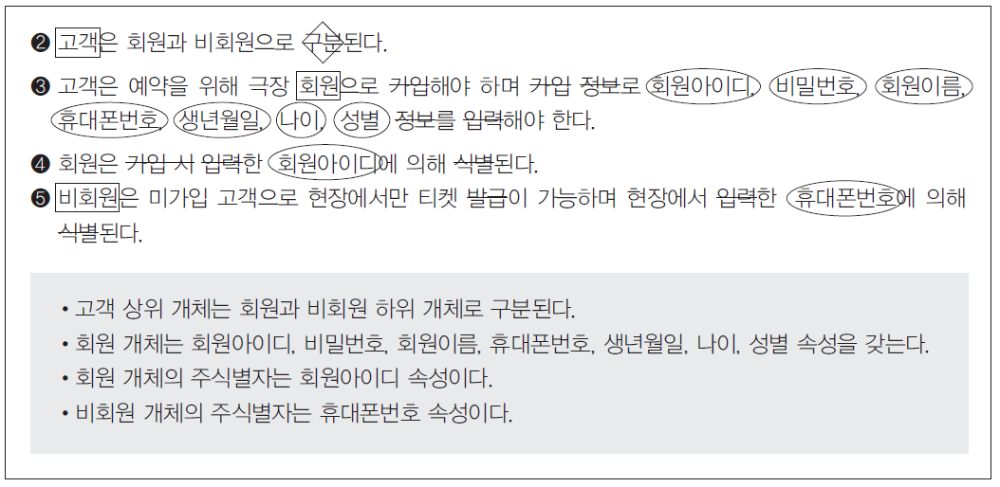 ❷ 고객은 회원과 비회원으로 구분된다.
❸ 고객은 예약을 위해 극장 회원으로 가입해야 하며 가입 정보로 회원아이디, 비밀번호, 회원이름,
휴대폰번호, 생년월일, 나이, 성별 정보를 입력해야 한다.
❹ 회원은 가입 시 입력한 회원아이디에 의해 식별된다.
❺ 비회원은 미가입 고객으로 현장에서만 티켓 발급이 가능하며 현장에서 입력한 휴대폰번호에 의해
식별된다.
• 고객 상위 개체는 회원과 비회원 하위 개체로 구분된다.
• 회원 개체는 회원아이디, 비밀번호, 회원이름, 휴대폰번호, 생년월일, 나이, 성별 속성을 갖는다.
• 회원 개체의 주식별자는 회원아이디 속성이다.
• 비회원 개체의 주식별자는 휴대폰번호 속성이다.